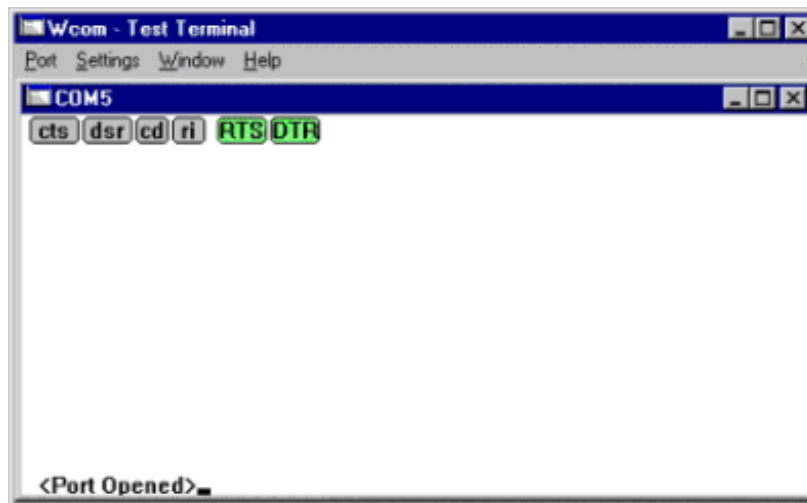 Wcom - Test Terminal
Port Settings Window Help
COM5
cts dsr cd ri RTS DTR
<Port Opened>